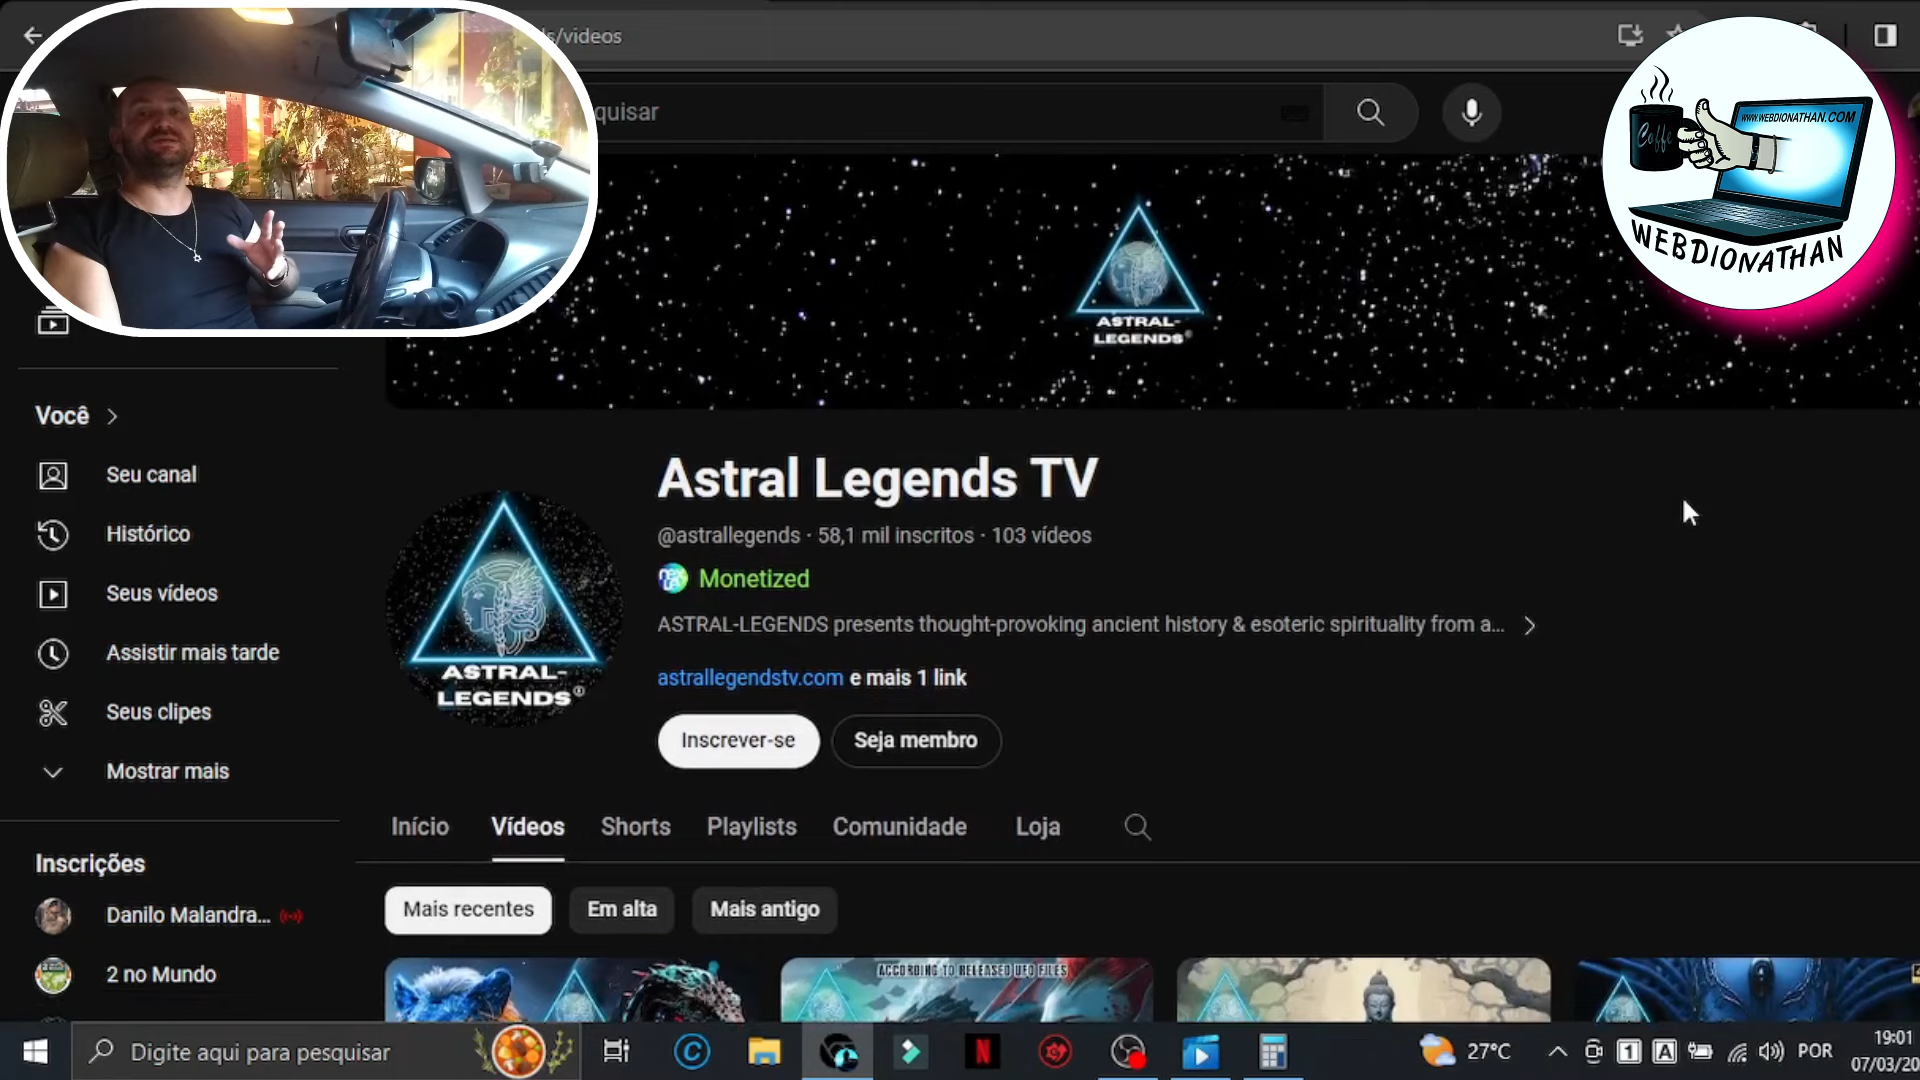 s/videos
quisar
Coffe
WWW.WEBDIONATHAN.COM
WEBDIONATHAN
ASTRAL-
LEGENDS®
Você
Seu canal
Histórico
Seus vídeos
Assistir mais tarde
Seus clipes
Mostrar mais
Inscrições
Danilo Malandra...
2 no Mundo
ASTRAL-
LEGENDS®
Astral Legends TV
@astrallegends · 58,1 mil inscritos · 103 vídeos
Monetized
ASTRAL-LEGENDS presents thought-provoking ancient history & esoteric spirituality from a...
astrallegendstv.com e mais 1 link
Inscrever-se
Seja membro
Início
Vídeos
Shorts
Playlists
Comunidade
Loja
Mais recentes
Em alta
Mais antigo
ACCORDING TO RELEASED UFO FILES
Digite aqui para pesquisar
27°C
POR
19:01
07/03/20